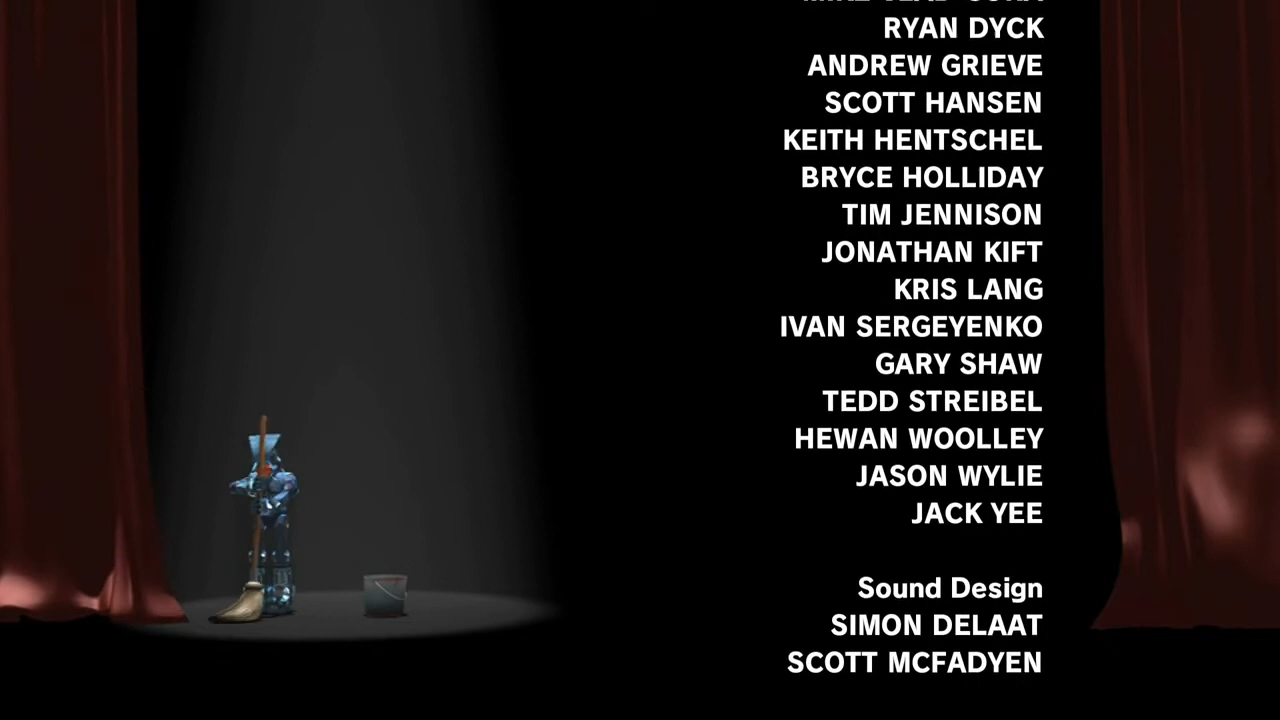 RYAN DYCK
ANDREW GRIEVE
SCOTT HANSEN
KEITH HENTSCHEL
BRYCE HOLLIDAY
TIM JENNISON
JONATHAN KIFT
KRIS LANG
IVAN SERGEYENKO
GARY SHAW
TEDD STREIBEL
HEWAN WOOLLEY
JASON WYLIE
JACK YEE
Sound Design
SIMON DELAAT
SCOTT MCFADYEN